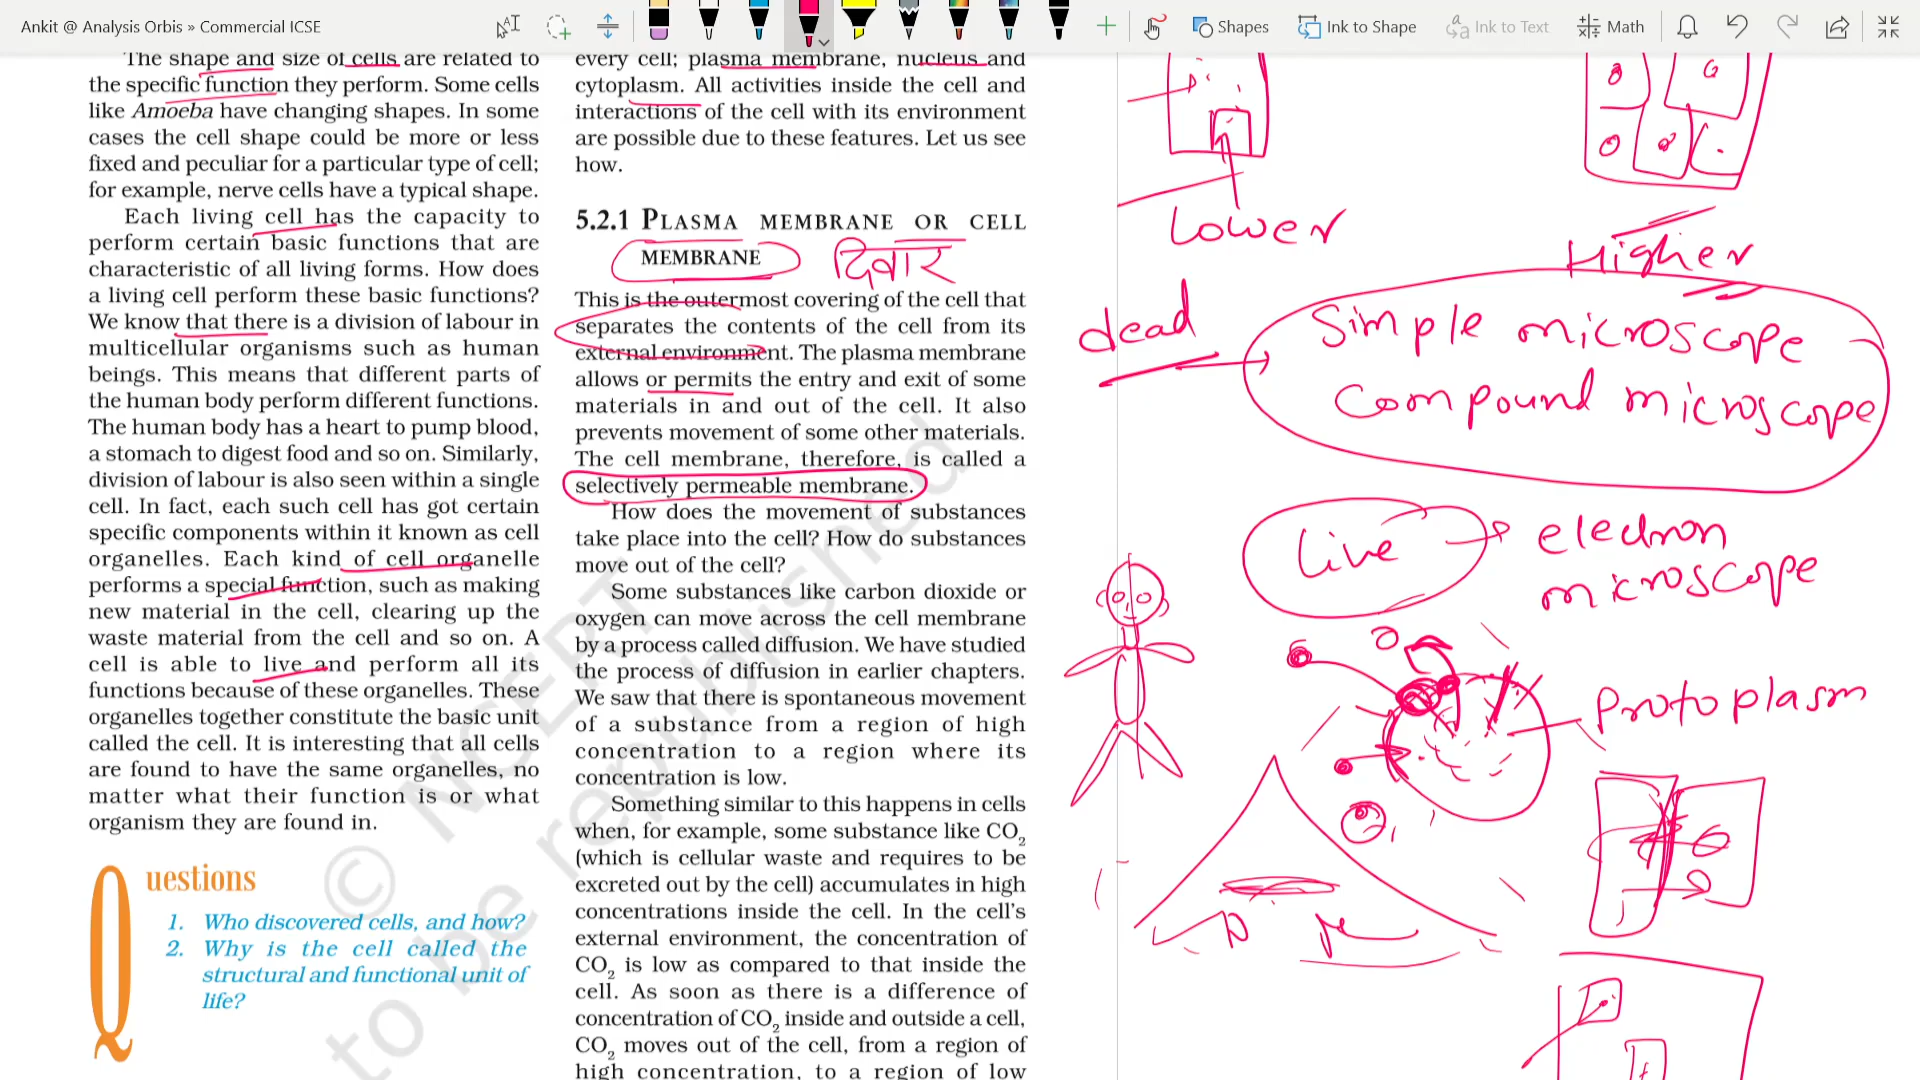 Ankit @ Analysis Orbis » Commercial ICSE
Shapes
Ink to Shape
Ink to Text
Math
The shape and size of cells are related to
the specific function they perform. Some cells
like Amoeba have changing shapes. In some
cases the cell shape could be more or less
fixed and peculiar for a particular type of cell;
for example, nerve cells have a typical shape.
Each living cell has the capacity to
perform certain basic functions that are
characteristic of all living forms. How does
a living cell perform these basic functions?
We know that there is a division of labour in
multicellular organisms such as human
beings. This means that different parts of
the human body perform different functions.
The human body has a heart to pump blood,
a stomach to digest food and so on. Similarly,
division of labour is also seen within a single
cell. In fact, each such cell has got certain
specific components within it known as cell
organelles. Each kind of cell organelle
performs a special function, such as making
new material in the cell, clearing up the
waste material from the cell and so on. A
cell is able to live and perform all its
functions because of these organelles. These
organelles together constitute the basic unit
called the cell. It is interesting that all cells
are found to have the same organelles, no
matter what their function is or what
organism they are found in.
Questions
1. Who discovered cells, and how?
2. Why is the cell called the
structural and functional unit of
life?
every cell; plasma membrane, nucleus and
cytoplasm. All activities inside the cell and
interactions of the cell with its environment
are possible due to these features. Let us see
how.
5.2.1 PLASMA MEMBRANE OR CELL
MEMBRANE
दिवार
This is the outermost covering of the cell that
separates the contents of the cell from its
external environment. The plasma membrane
allows or permits the entry and exit of some
materials in and out of the cell. It also
prevents movement of some other materials.
The cell membrane, therefore, is called a
selectively permeable membrane.
How does the movement of substances
take place into the cell? How do substances
move out of the cell?
Some substances like carbon dioxide or
oxygen can move across the cell membrane
by a process called diffusion. We have studied
the process of diffusion in earlier chapters.
We saw that there is spontaneous movement
of a substance from a region of high
concentration to a region where its
concentration is low.
Something similar to this happens in cells
when, for example, some substance like CO₂
(which is cellular waste and requires to be
excreted out by the cell) accumulates in high
concentrations inside the cell. In the cell's
external environment, the concentration of
CO₂ is low as compared to that inside the
cell. As soon as there is a difference of
concentration of CO₂ inside and outside a cell,
CO₂ moves out of the cell, from a region of
high concentration, to a region of low
© NCERT
to be republished
Lower
Higher
dead
Simple microscope
Compound microscope
Live
electron
microscope
Protoplasm